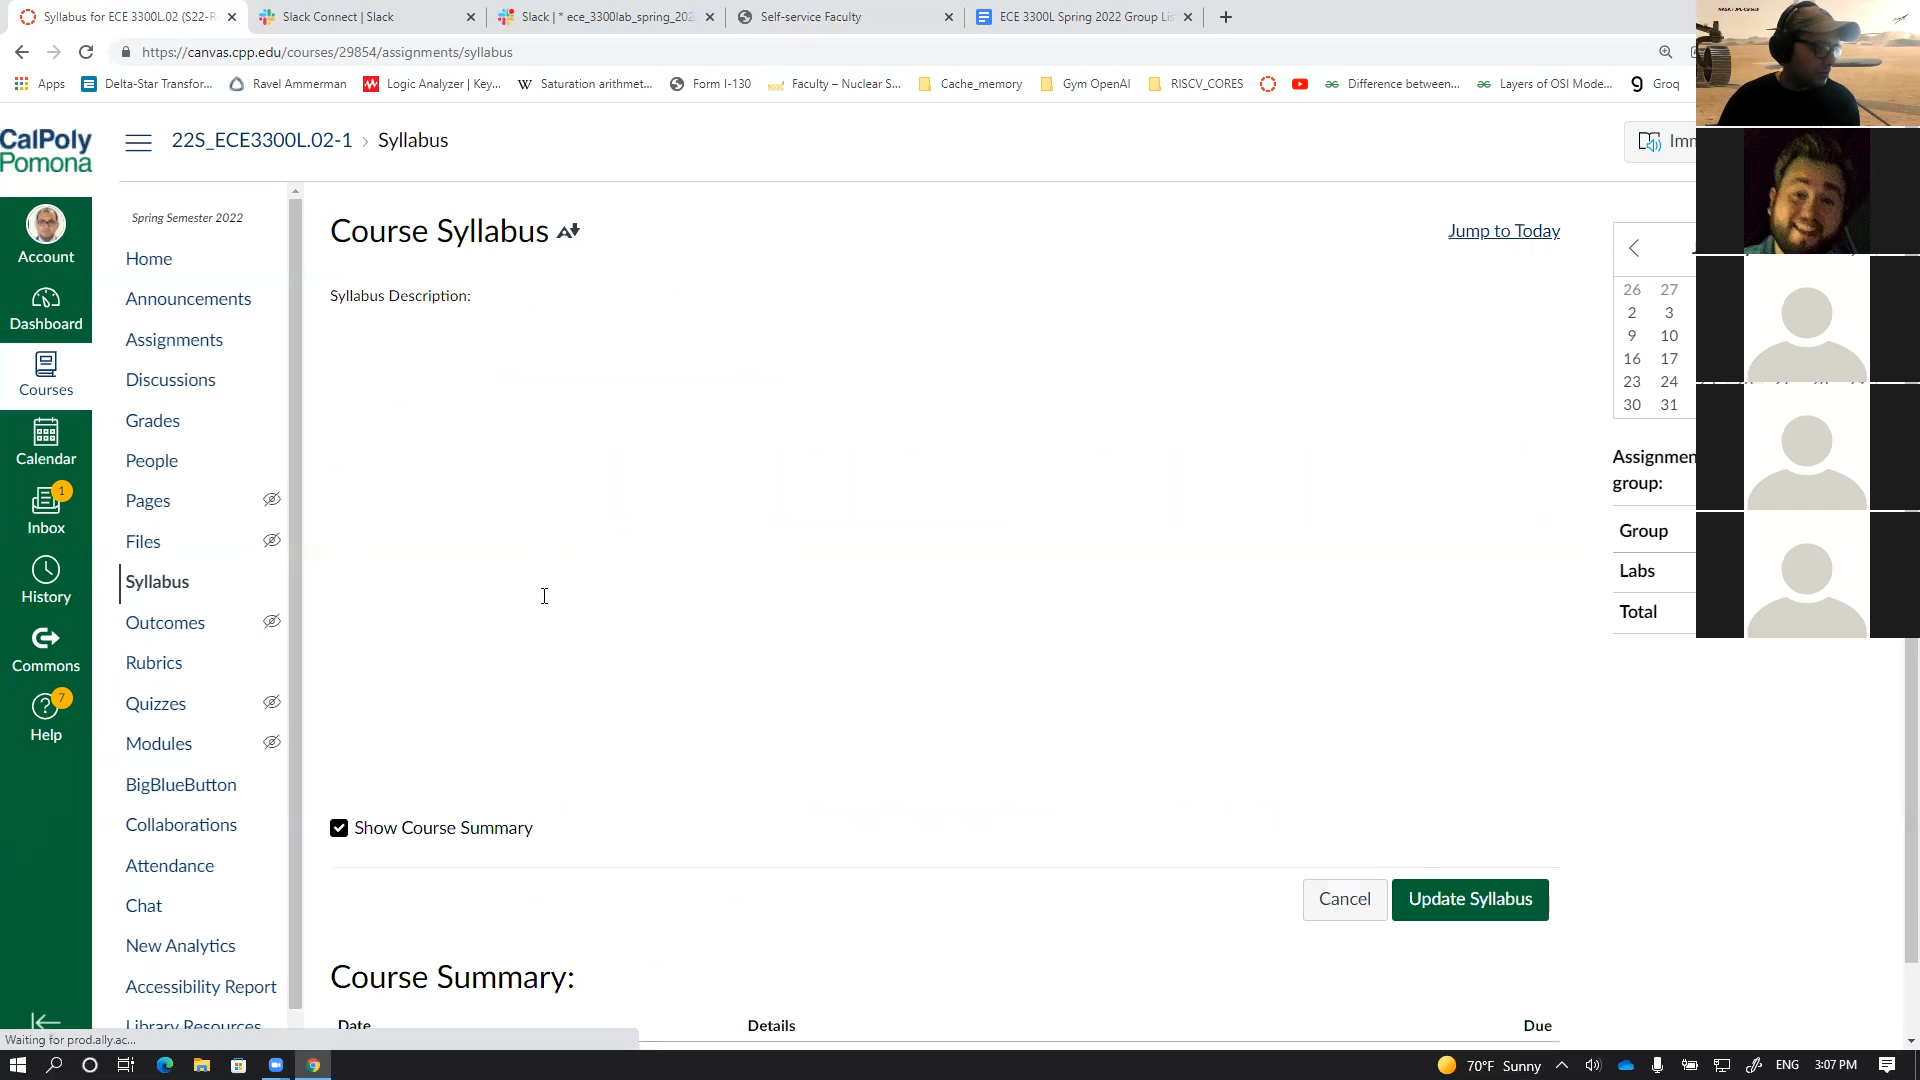 Syllabus for ECE 3300L.02 (S22-R
Slack Connect | Slack
Slack | * ece_3300lab_spring_202
Self-service Faculty
ECE 3300L Spring 2022 Group Lis
https://canvas.cpp.edu/courses/29854/assignments/syllabus
Apps
Delta-Star Transfor...
Ravel Ammerman
Logic Analyzer | Key...
Saturation arithmet...
Form I-130
Faculty – Nuclear S...
Cache_memory
Gym OpenAI
RISCV_CORES
Difference between...
Layers of OSI Mode...
Groq
NASA / JPL-Caltech
CalPoly
Pomona
22S_ECE3300L.02-1 › Syllabus
Imm
Account
Dashboard
Courses
Calendar
1
Inbox
History
Commons
7
Help
Spring Semester 2022
Home
Announcements
Assignments
Discussions
Grades
People
Pages
Files
Syllabus
Outcomes
Rubrics
Quizzes
Modules
BigBlueButton
Collaborations
Attendance
Chat
New Analytics
Accessibility Report
Library Resources
Course Syllabus
Jump to Today
Syllabus Description:
Show Course Summary
Cancel
Update Syllabus
Course Summary:
Date Details Due
26 27
2 3
9 10
16 17
23 24
30 31
Assignmen
group:
Group
Labs
Total
Waiting for prod.ally.ac...
70°F Sunny
ENG
3:07 PM